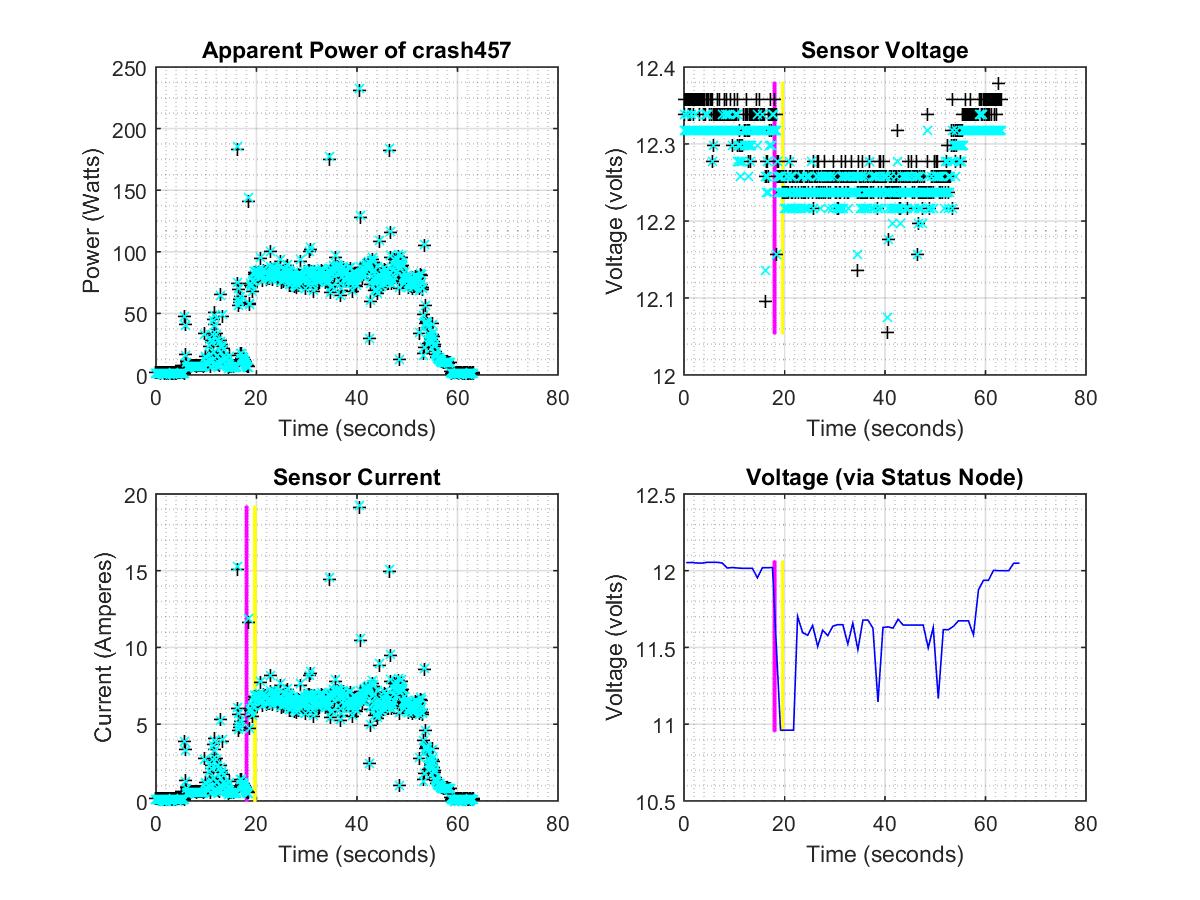 Apparent Power of crash457
250
200
150
100
50
0
Power (Watts)
0 20 40 60 80
Time (seconds)
Sensor Voltage
12.4
12.3
12.2
12.1
12
Voltage (volts)
0 20 40 60 80
Time (seconds)
Sensor Current
20
15
10
5
0
Current (Amperes)
0 20 40 60 80
Time (seconds)
Voltage (via Status Node)
12.5
12
11.5
11
10.5
Voltage (volts)
0 20 40 60 80
Time (seconds)